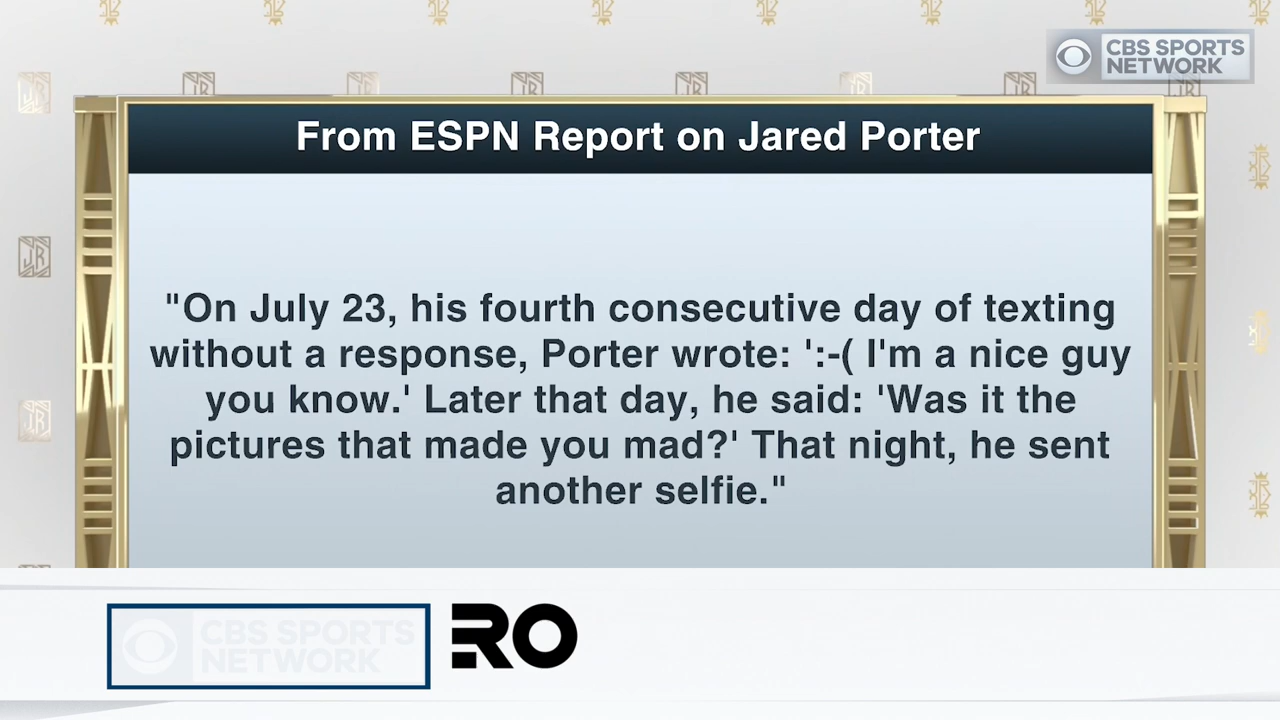 CBS SPORTS
NETWORK
From ESPN Report on Jared Porter
"On July 23, his fourth consecutive day of texting
without a response, Porter wrote: ':-( I'm a nice guy
you know.' Later that day, he said: 'Was it the
pictures that made you mad?' That night, he sent
another selfie."
CBS SPORTS
NETWORK
RO